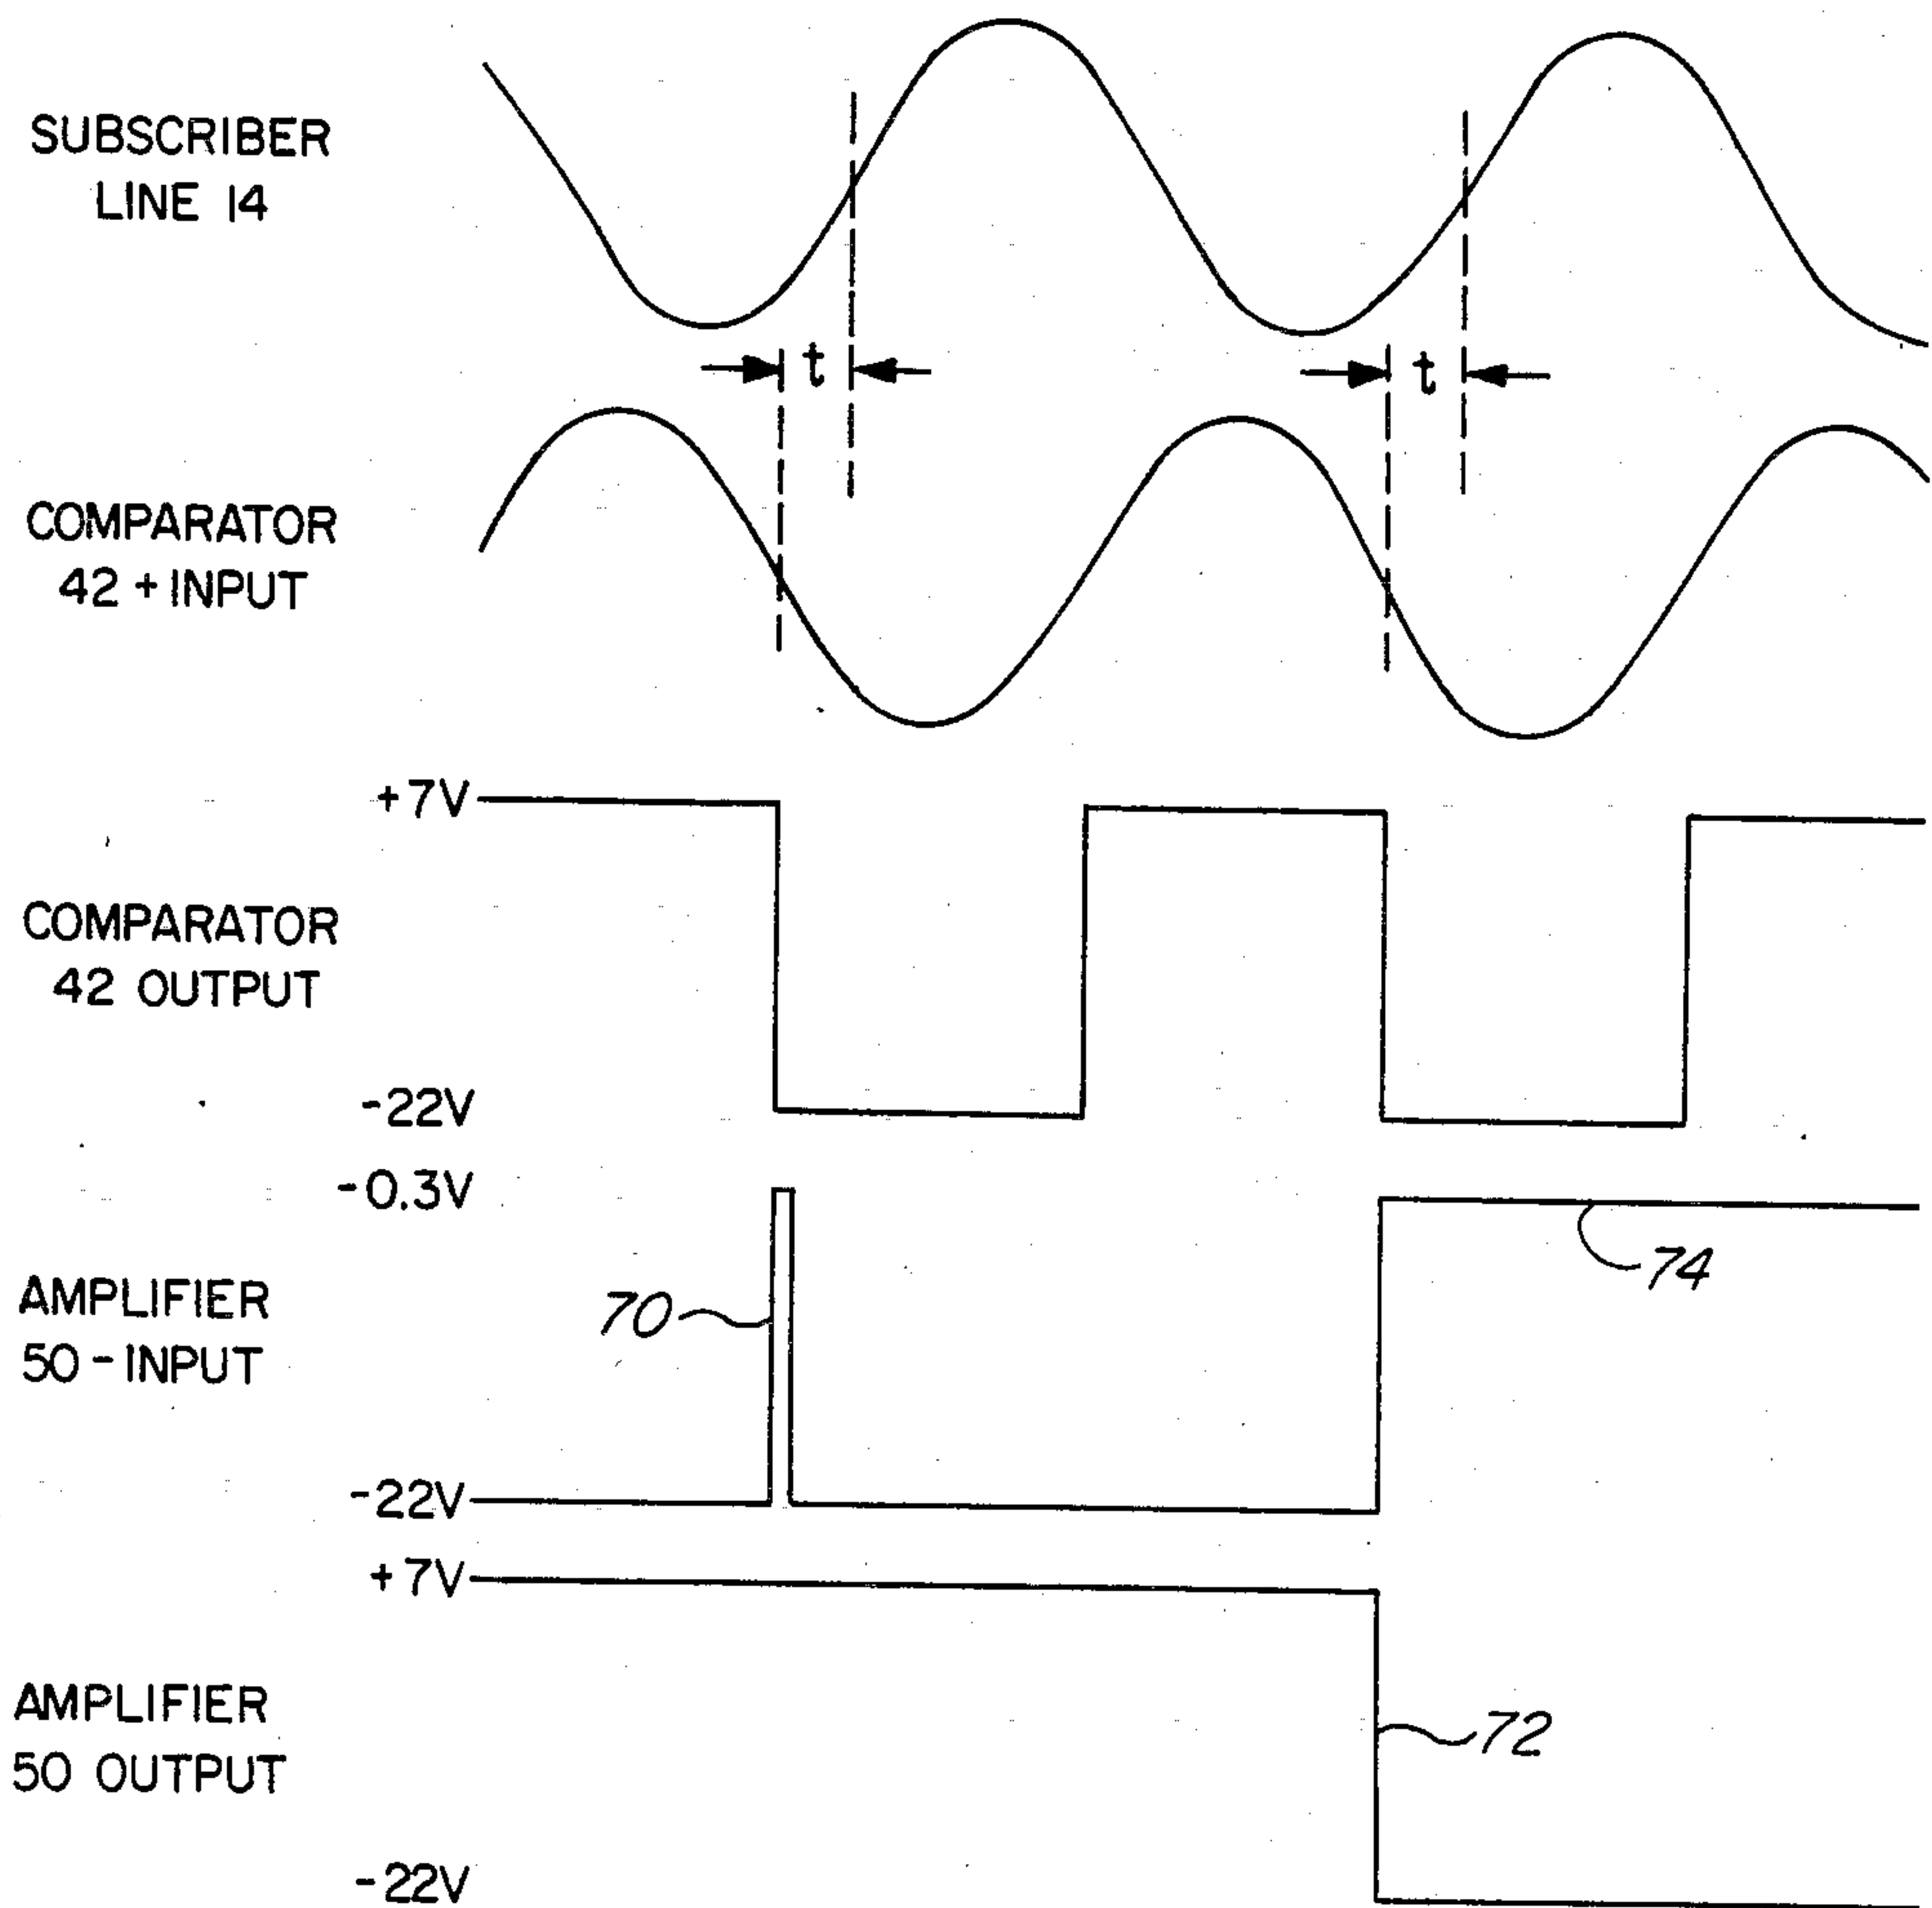 SUBSCRIBER
LINE 14
t
t
COMPARATOR
42 + INPUT
+7V
COMPARATOR
42 OUTPUT
-22V
-0.3V
74
AMPLIFIER
50 - INPUT
70
-22V
+7V
AMPLIFIER
50 OUTPUT
72
-22V